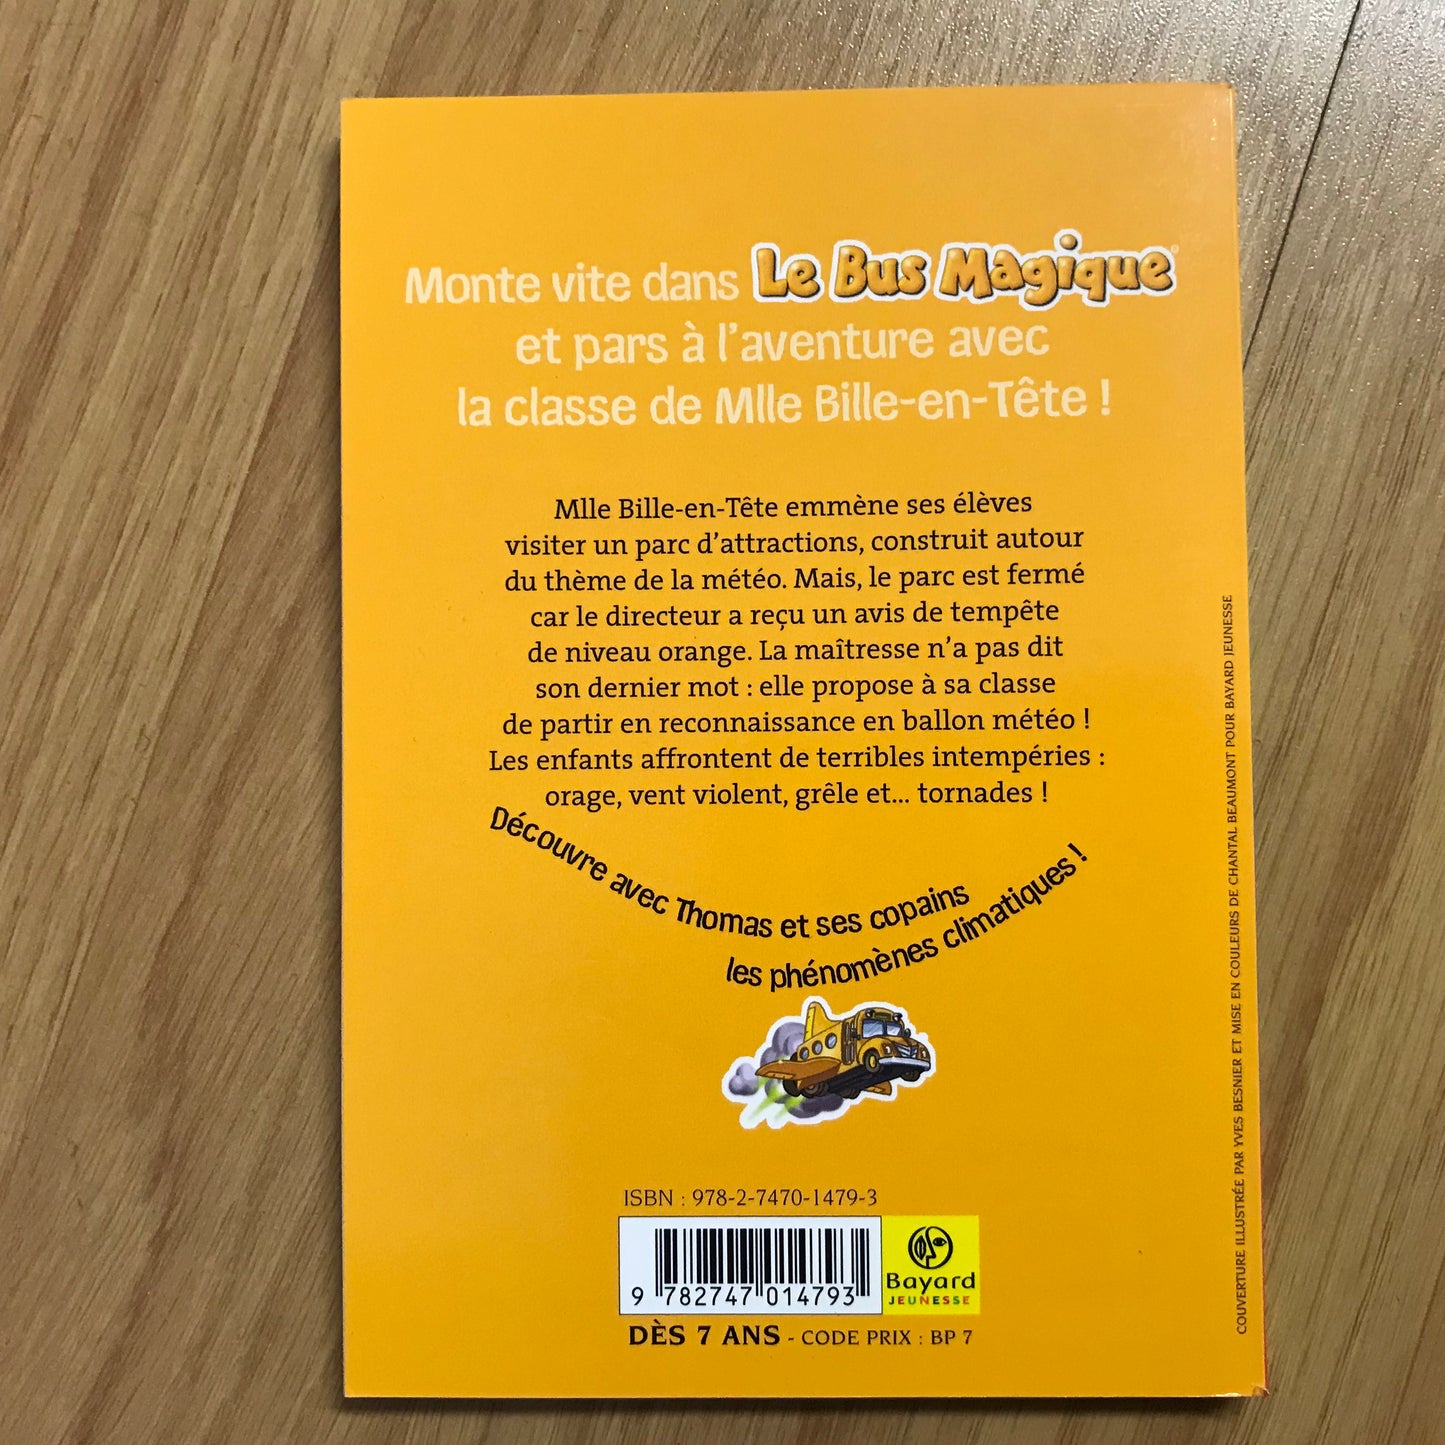 Monte vite dans Le Bus Magique®
et pars à l'aventure avec
la classe de Mlle Bille-en-Tête !
Mlle Bille-en-Tête emmène ses élèves
visiter un parc d'attractions, construit autour
du thème de la météo. Mais, le parc est fermé
car le directeur a reçu un avis de tempête
de niveau orange. La maîtresse n'a pas dit
son dernier mot : elle propose à sa classe
de partir en reconnaissance en ballon météo !
Les enfants affrontent de terribles intempéries :
orage, vent violent, grêle et... tornades !
Découvre avec Thomas et ses copains
les phénomènes climatiques !
ISBN : 978-2-7470-1479-3
9 782747 014793
Bayard
JEUNESSE
DÈS 7 ANS - CODE PRIX : BP 7
COUVERTURE ILLUSTRÉE PAR YVES BESNIER ET MISE EN COULEURS DE CHANTAL BEAUMONT POUR BAYARD JEUNESSE